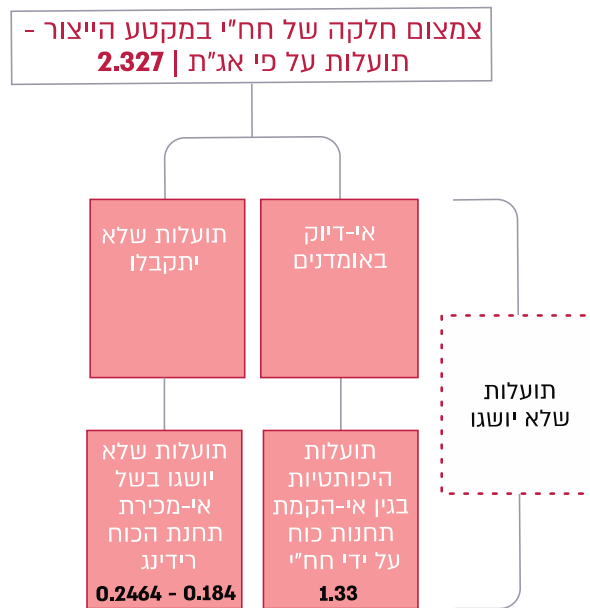 צמצום חלקה של חח"י במקטע הייצור -
תועלות על פי אג"ת | 2.327
אי-דיוק
באומדנים
תועלות שלא
יתקבלו
תועלות
שלא יושגו
תועלות
היפותטיות
בגין אי-הקמת
תחנות כוח
על ידי חח"י
1.33
תועלות שלא
יושגו בשל
אי-מכירת
תחנת הכוח
רידינג
0.2464 - 0.184